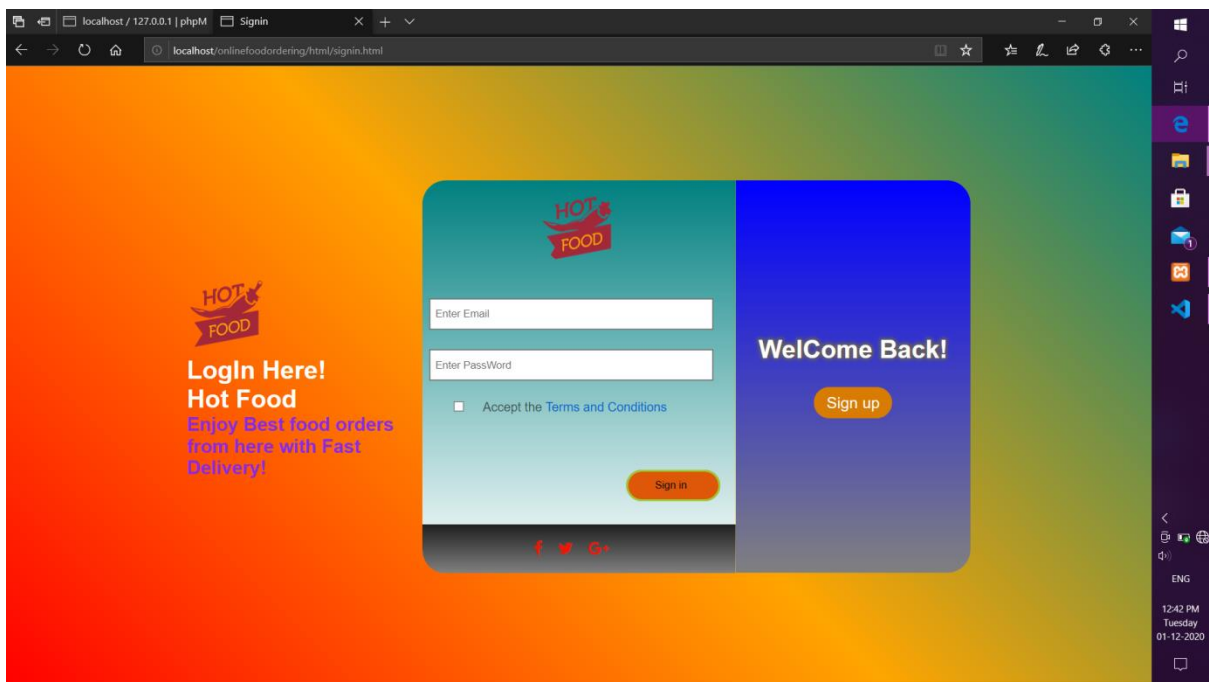 localhost / 127.0.0.1 | phpM
Signin
localhost/onlinefoodordering/html/signin.html
HOT
FOOD
LogIn Here!
Hot Food
Enjoy Best food orders
from here with Fast
Delivery!
HOT
FOOD
Enter Email
Enter PassWord
Accept the Terms and Conditions
Sign in
G+
WelCome Back!
Sign up
1
ENG
12:42 PM
Tuesday
01-12-2020